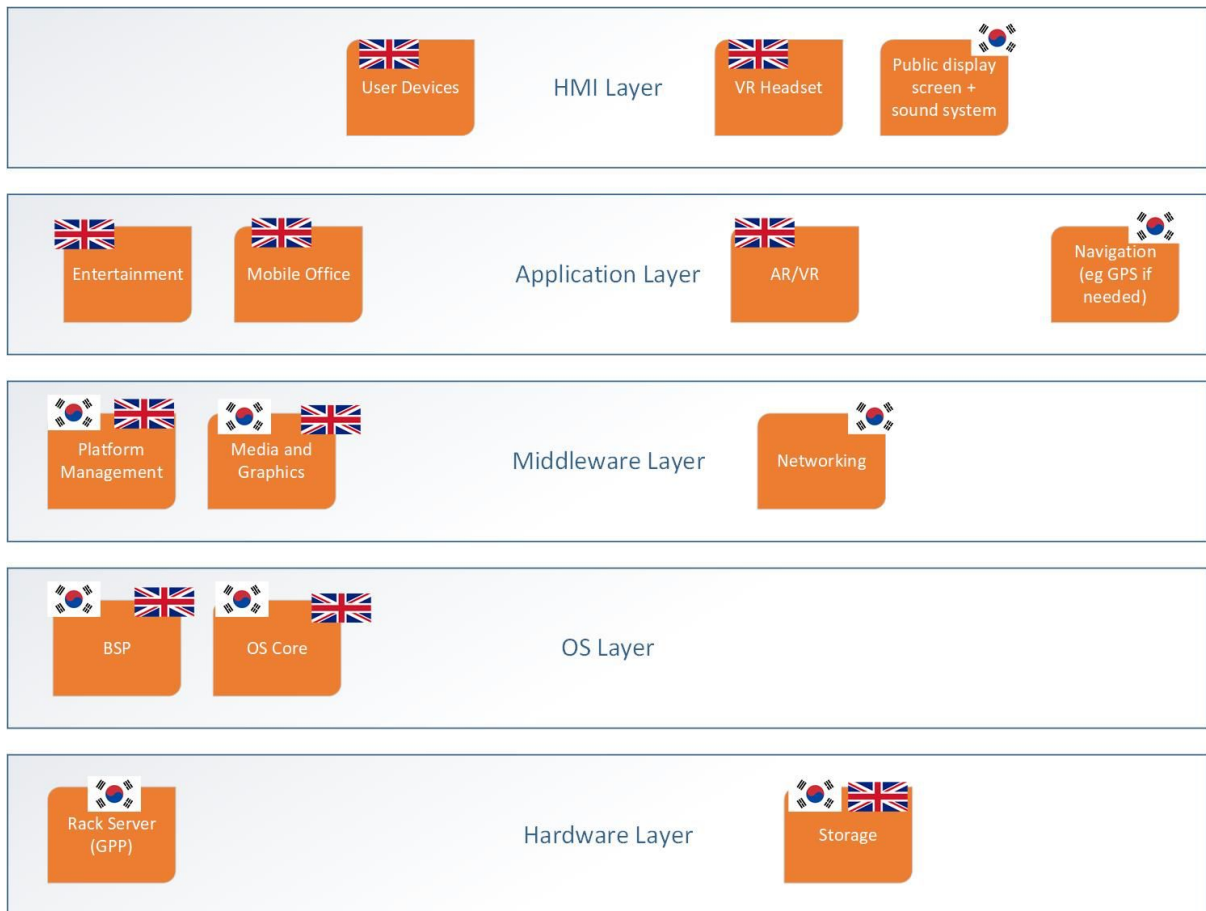 User Devices
HMI Layer
VR Headset
Public display
screen +
sound system
Entertainment
Mobile Office
Application Layer
AR/VR
Navigation
(eg GPS if
needed)
Platform
Management
Media and
Graphics
Middleware Layer
Networking
BSP
OS Core
OS Layer
Rack Server
(GPP)
Hardware Layer
Storage